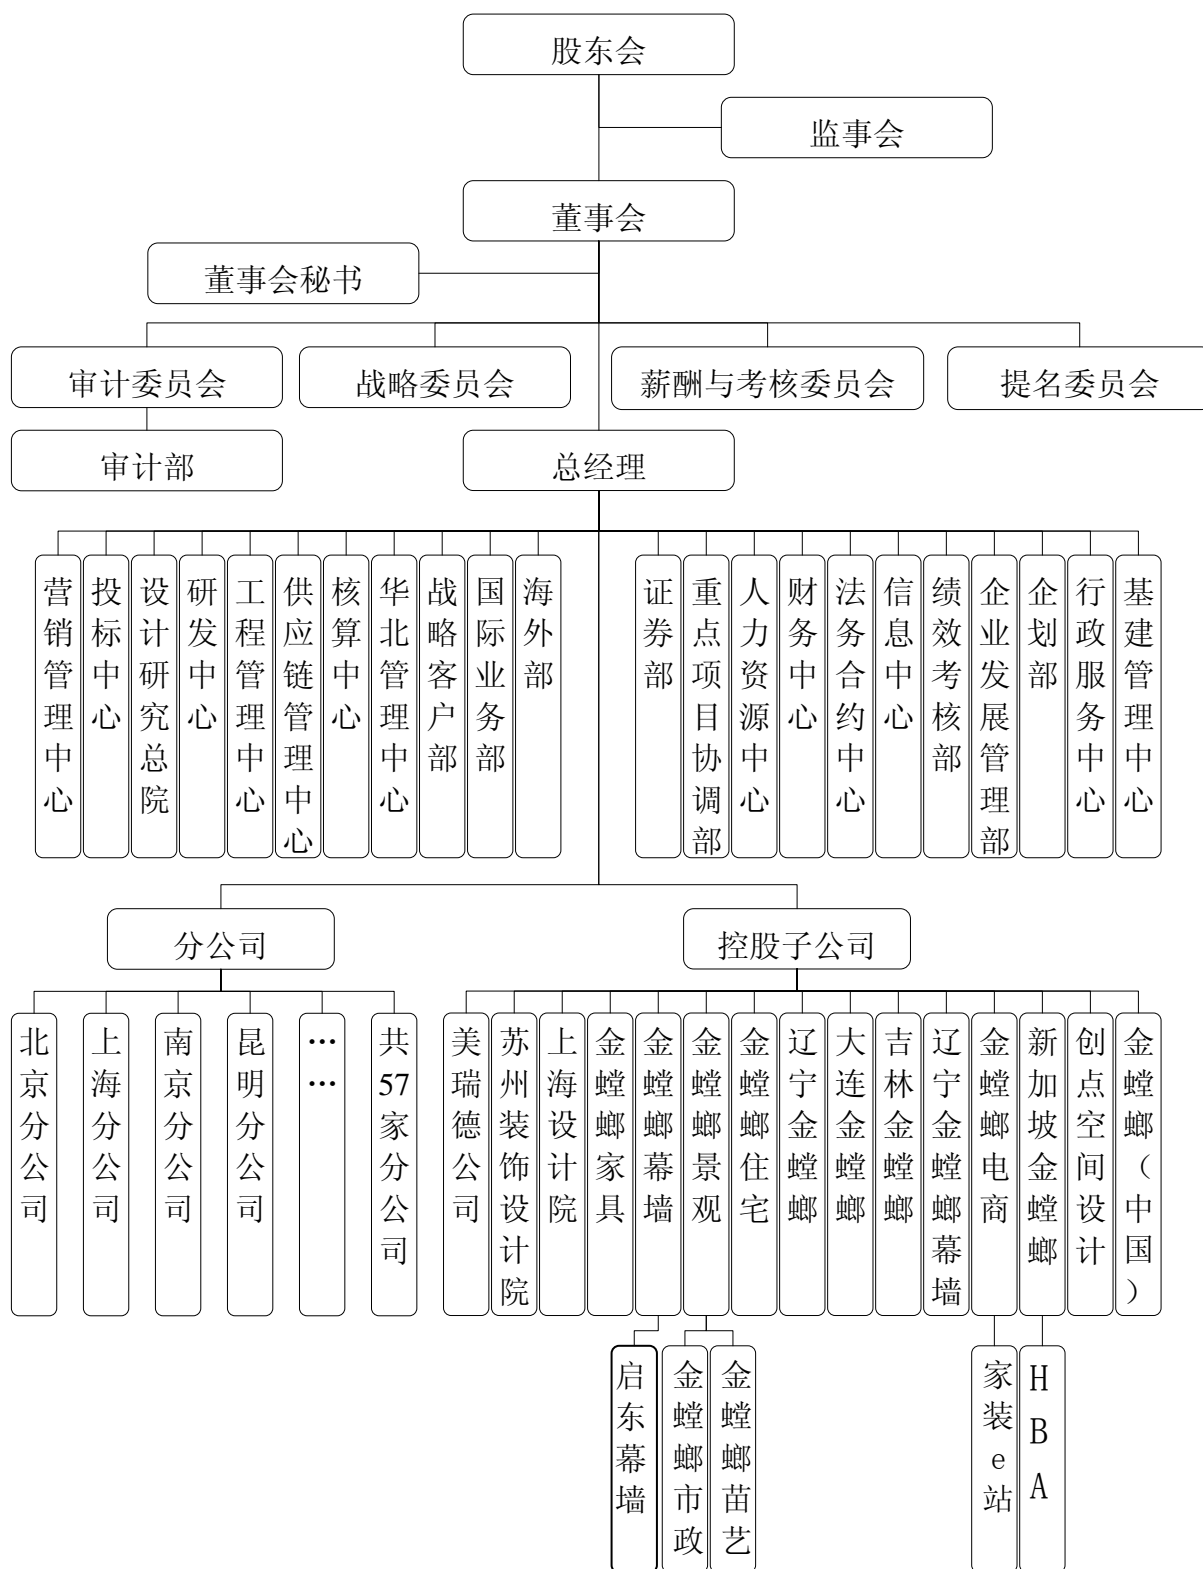 股东会
监事会
董事会
董事会秘书
审计委员会
战略委员会
薪酬与考核委员会
提名委员会
审计部
总经理
营销管理中心
投标中心
设计研究总院
研发中心
工程管理中心
供应链管理中心
核算中心
华北管理中心
战略客户部
国际业务部
海外部
证券部
重点项目协调部
人力资源中心
财务中心
法务合约中心
信息中心
绩效考核部
企业发展管理部
企划部
行政服务中心
基建管理中心
分公司
控股子公司
北京分公司
上海分公司
南京分公司
昆明分公司
……
共57家分公司
美瑞德公司
苏州装饰设计院
上海设计院
金螳螂家具
金螳螂幕墙
金螳螂景观
金螳螂住宅
辽宁金螳螂
大连金螳螂
吉林金螳螂
辽宁金螳螂幕墙
金螳螂电商
新加坡金螳螂
创点空间设计
金螳螂（中国）
启东幕墙
金螳螂市政
金螳螂苗艺
家装e站
HBA